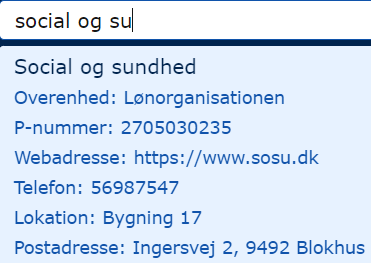 social og su
Social og sundhed
Overenhed: Lønorganisationen
P-nummer: 2705030235
Webadresse: https://www.sosu.dk
Telefon: 56987547
Lokation: Bygning 17
Postadresse: Ingersvej 2, 9492 Blokhus